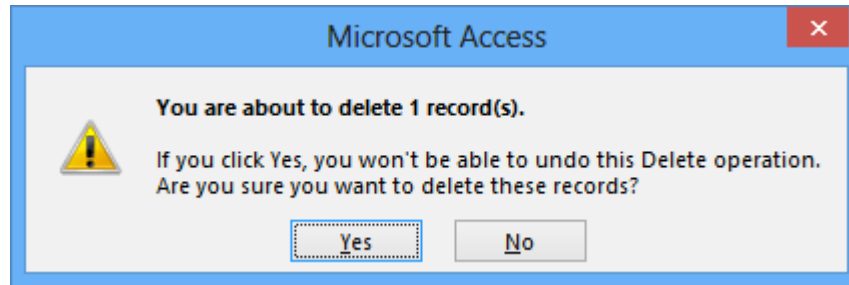 Microsoft Access
You are about to delete 1 record(s).
If you click Yes, you won't be able to undo this Delete operation.
Are you sure you want to delete these records?
Yes No